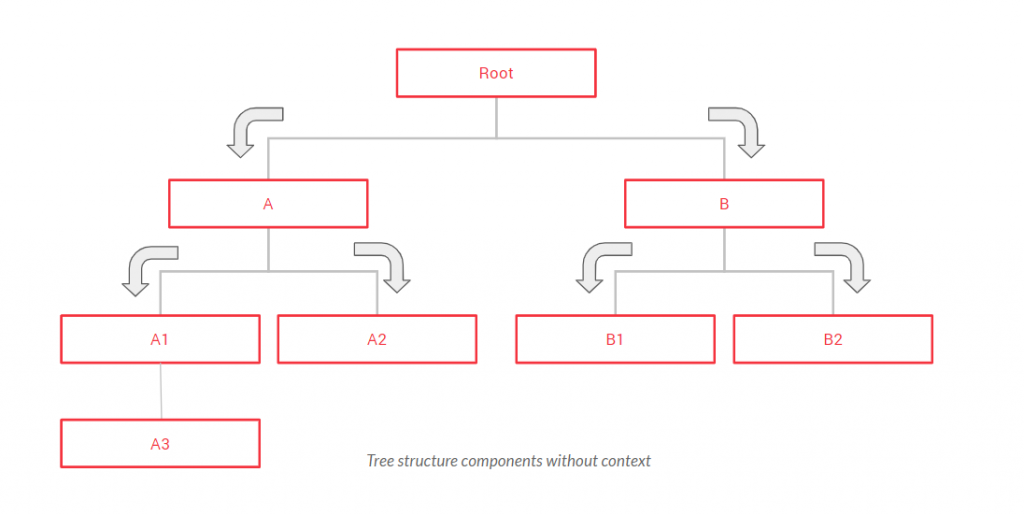 Root
A
B
A1
A2
B1
B2
A3
Tree structure components without context